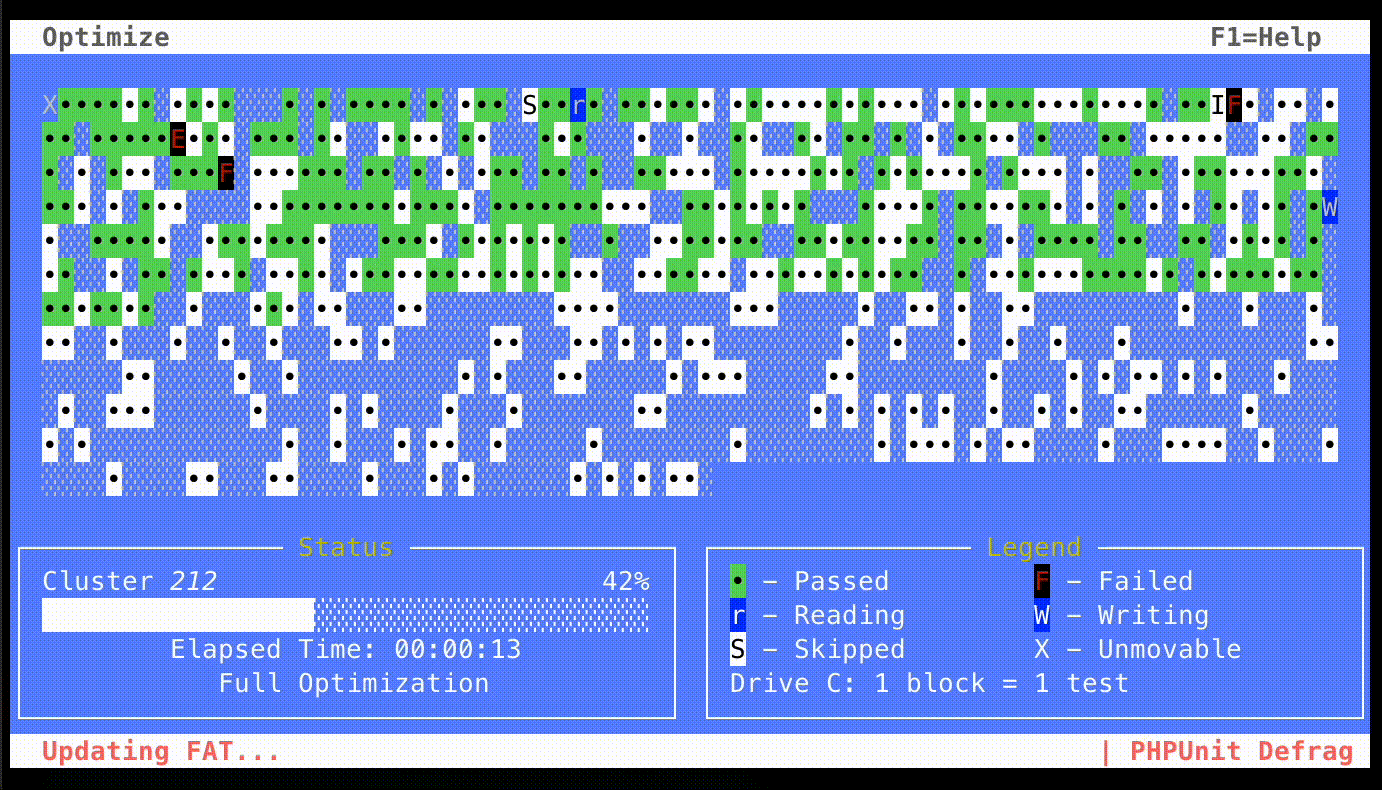 Optimize F1=Help
X S r I F
E
F
W
Status Legend
Cluster 212 42% • – Passed F – Failed
r – Reading W – Writing
Elapsed Time: 00:00:13 S – Skipped X – Unmovable
Full Optimization Drive C: 1 block = 1 test
Updating FAT... | PHPUnit Defrag